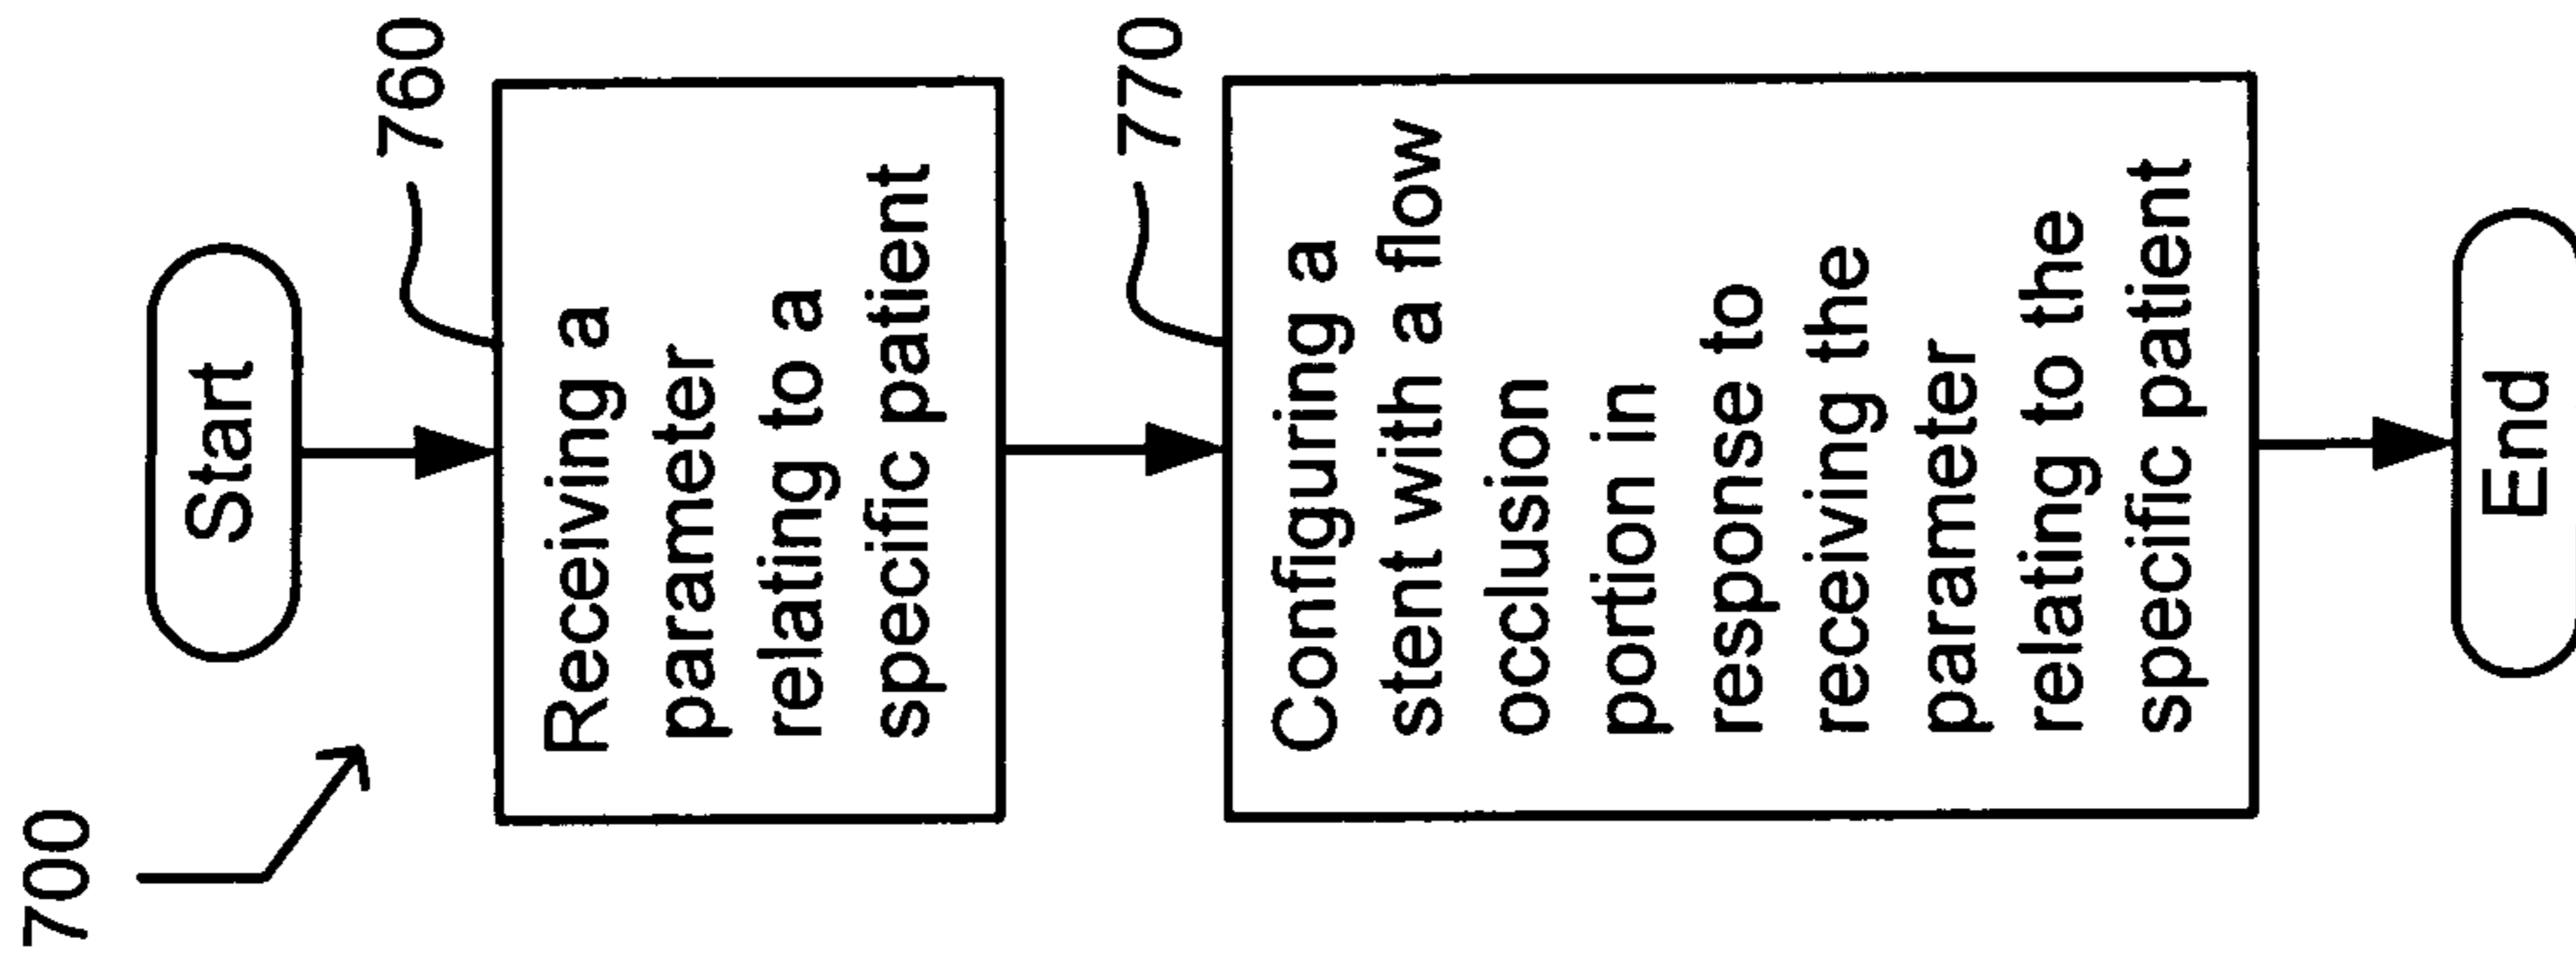 700
Start
760
Receiving a
parameter
relating to a
specific patient
770
Configuring a
stent with a flow
occlusion
portion in
response to
receiving the
parameter
relating to the
specific patient
End